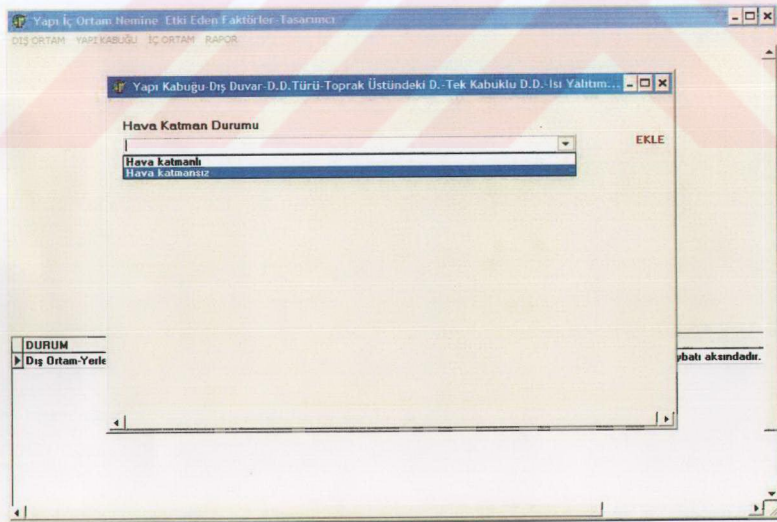 Yapı İç Ortam Nemine Etki Eden Faktörler-Tasarımcı
DIŞ ORTAM YAPI KABUĞU İÇ ORTAM RAPOR
Yapı Kabuğu-Dış Duvar-D.D.Türü-Toprak Üstündeki D.-Tek Kabuklu D.D.-Isı Yalıtım...
Hava Katman Durumu
EKLE
Hava katmanlı
Hava katmansız
DURUM
Dış Ortam-Yerle
ybatı aksındadır.